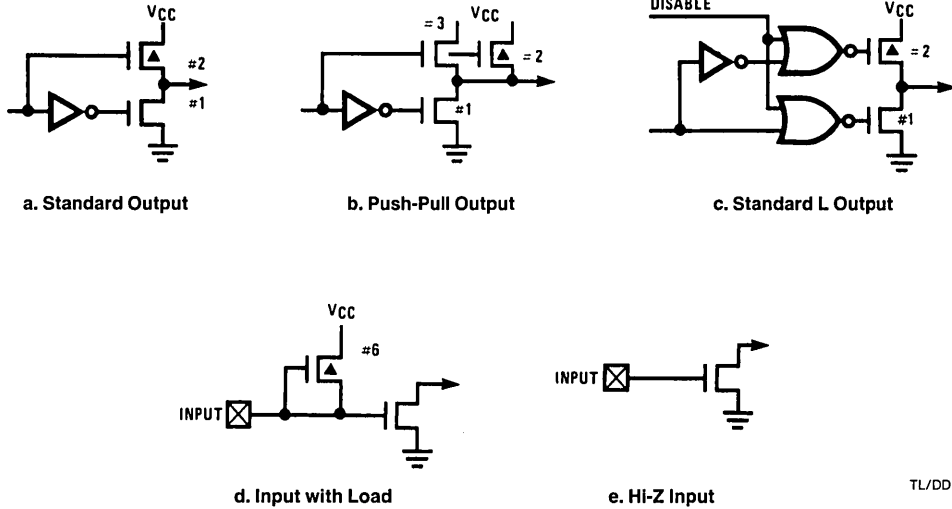 VCC
#2
#1
a. Standard Output
= 3 VCC
= 2
#1
b. Push-Pull Output
DISABLE
VCC
= 2
#1
c. Standard L Output
VCC
#6
INPUT
d. Input with Load
INPUT
e. Hi-Z Input
TL/DD